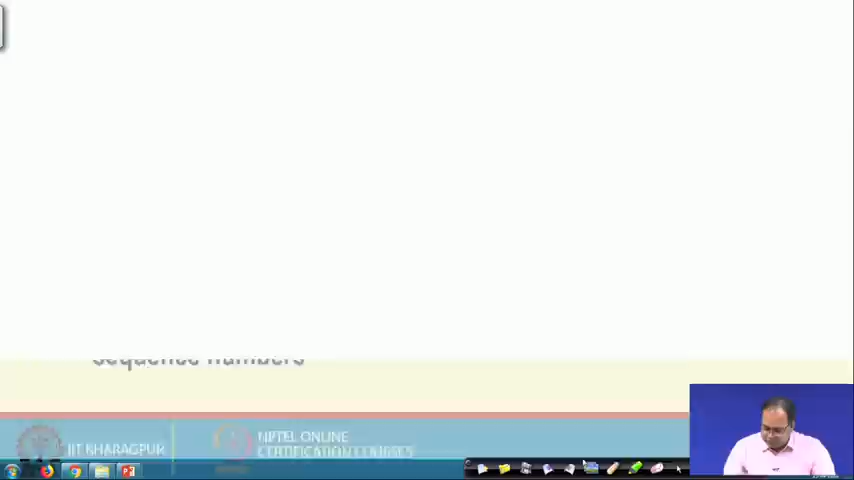 sequence numbers
IIT KHARAGPUR
NPTEL ONLINE
CERTIFICATION COURSES